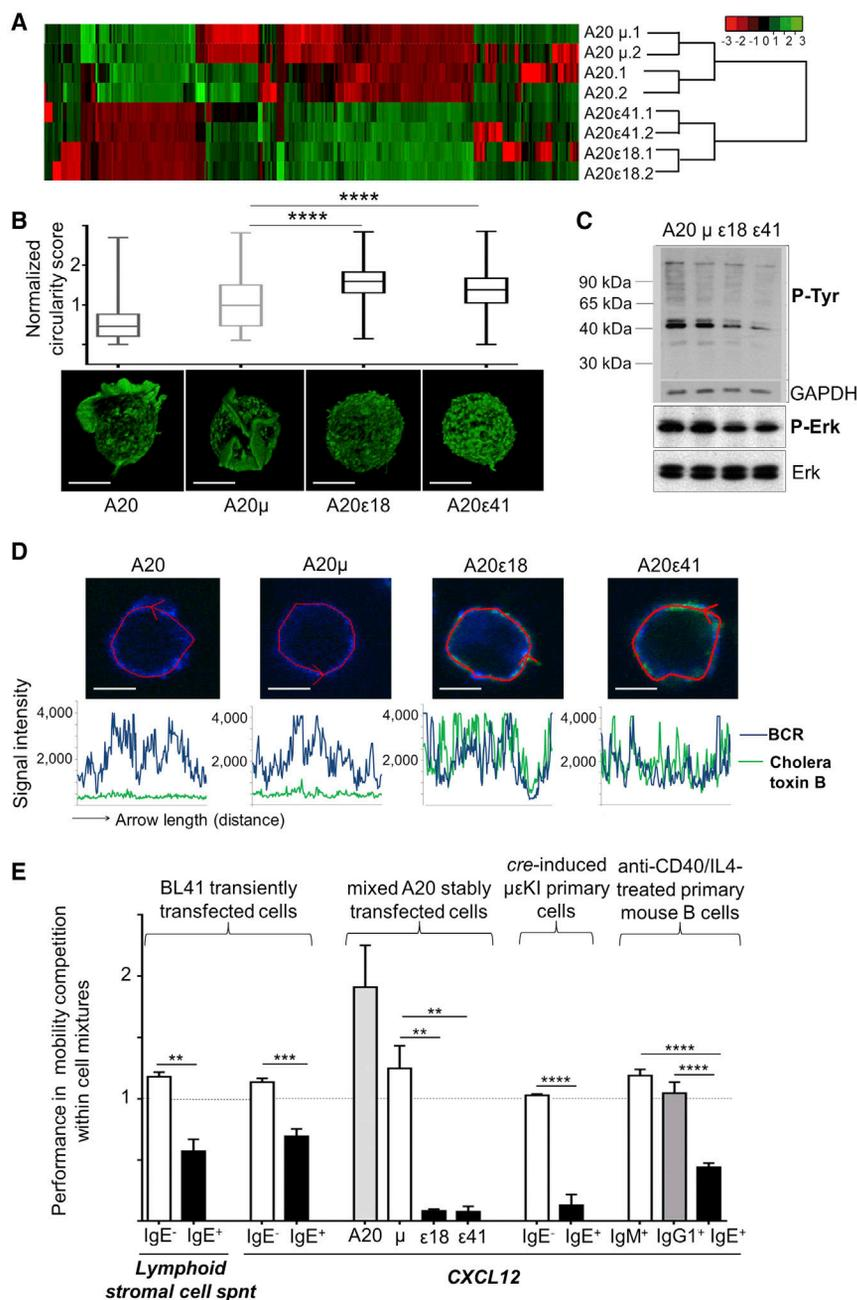 A
A20 µ.1
A20 µ.2
A20.1
A20.2
A20ε41.1
A20ε41.2
A20ε18.1
A20ε18.2
-3 -2 -1 0 1 2 3
B
Normalized
circularity score
2
1
****
****
A20
A20µ
A20ε18
A20ε41
C
A20 µ ε18 ε41
90 kDa
65 kDa
40 kDa
30 kDa
P-Tyr
GAPDH
P-Erk
Erk
D
A20
A20µ
A20ε18
A20ε41
Signal intensity
4,000
2,000
4,000
2,000
4,000
2,000
4,000
2,000
BCR
Cholera
toxin B
Arrow length (distance)
E
BL41 transiently
transfected cells
mixed A20 stably
transfected cells
cre-induced
µεKI primary
cells
anti-CD40/IL4-
treated primary
mouse B cells
Performance in mobility competition
within cell mixtures
2
1
**
***
**
**
****
****
****
IgE- IgE+
IgE- IgE+
A20 µ ε18 ε41
IgE- IgE+
IgM+ IgG1+ IgE+
Lymphoid
stromal cell spnt
CXCL12